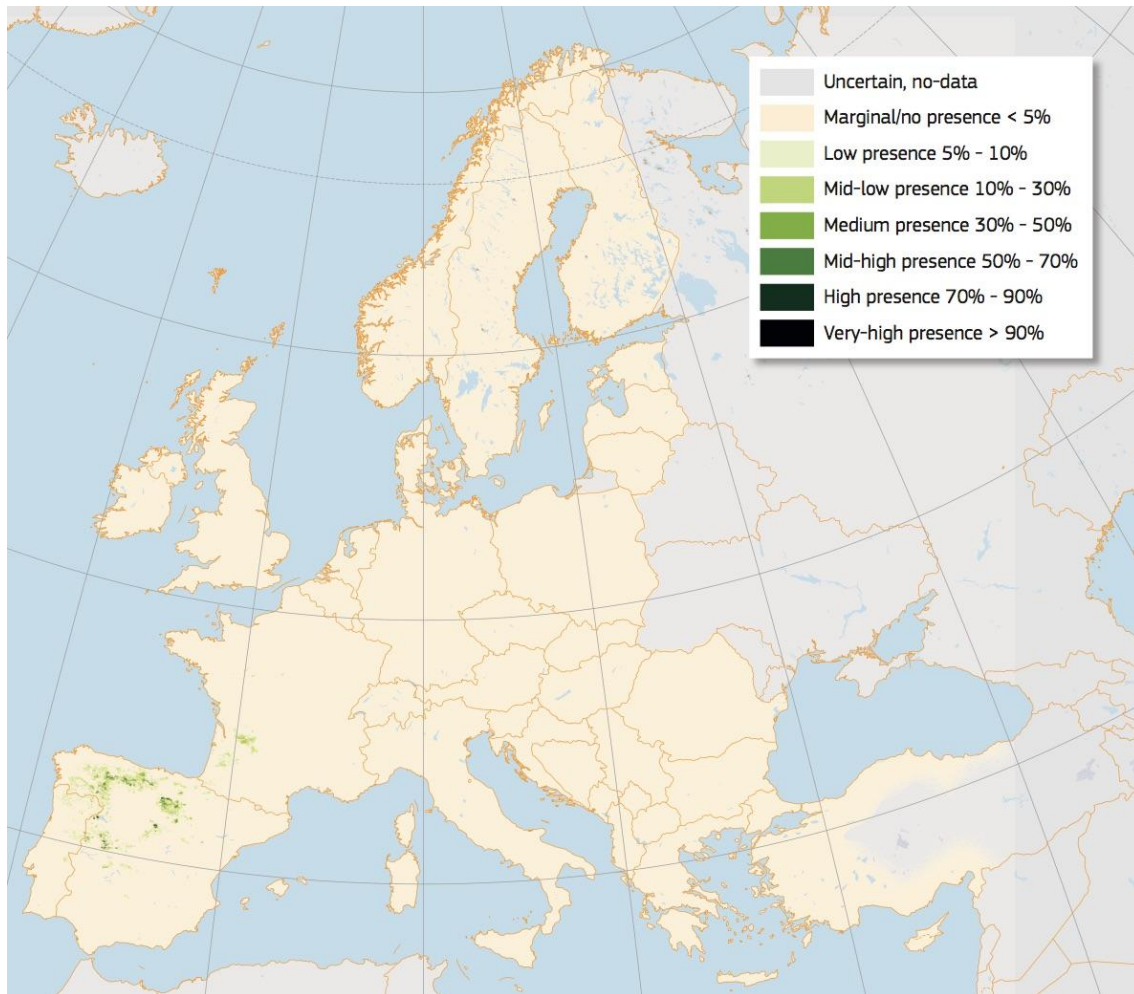 Uncertain, no-data
Marginal/no presence < 5%
Low presence 5% - 10%
Mid-low presence 10% - 30%
Medium presence 30% - 50%
Mid-high presence 50% - 70%
High presence 70% - 90%
Very-high presence > 90%